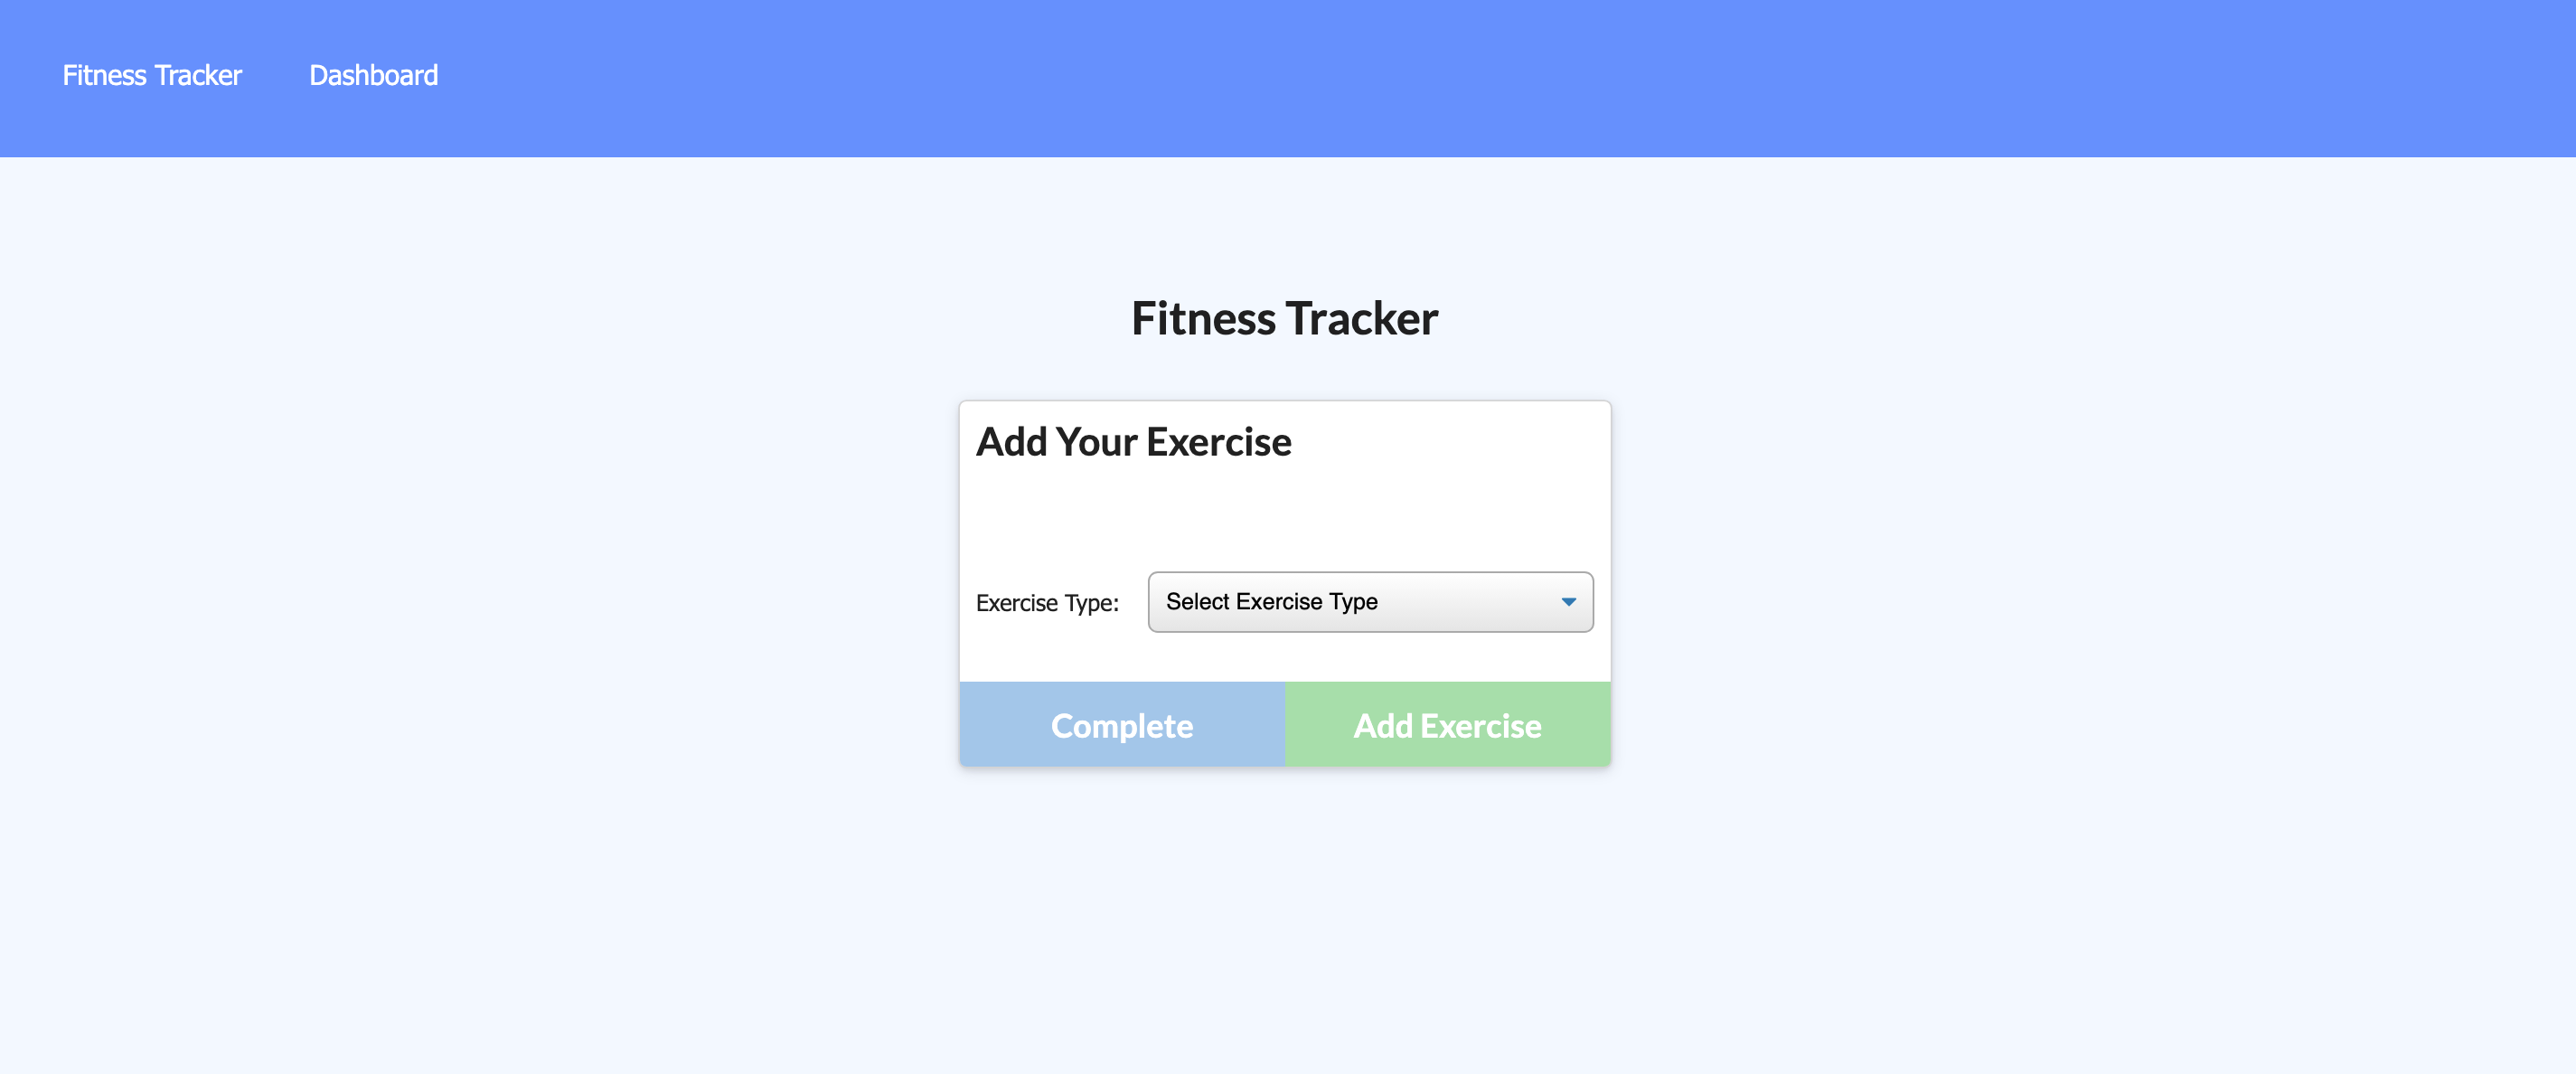 Fitness Tracker Dashboard
Fitness Tracker
Add Your Exercise
Exercise Type: Select Exercise Type
Complete Add Exercise